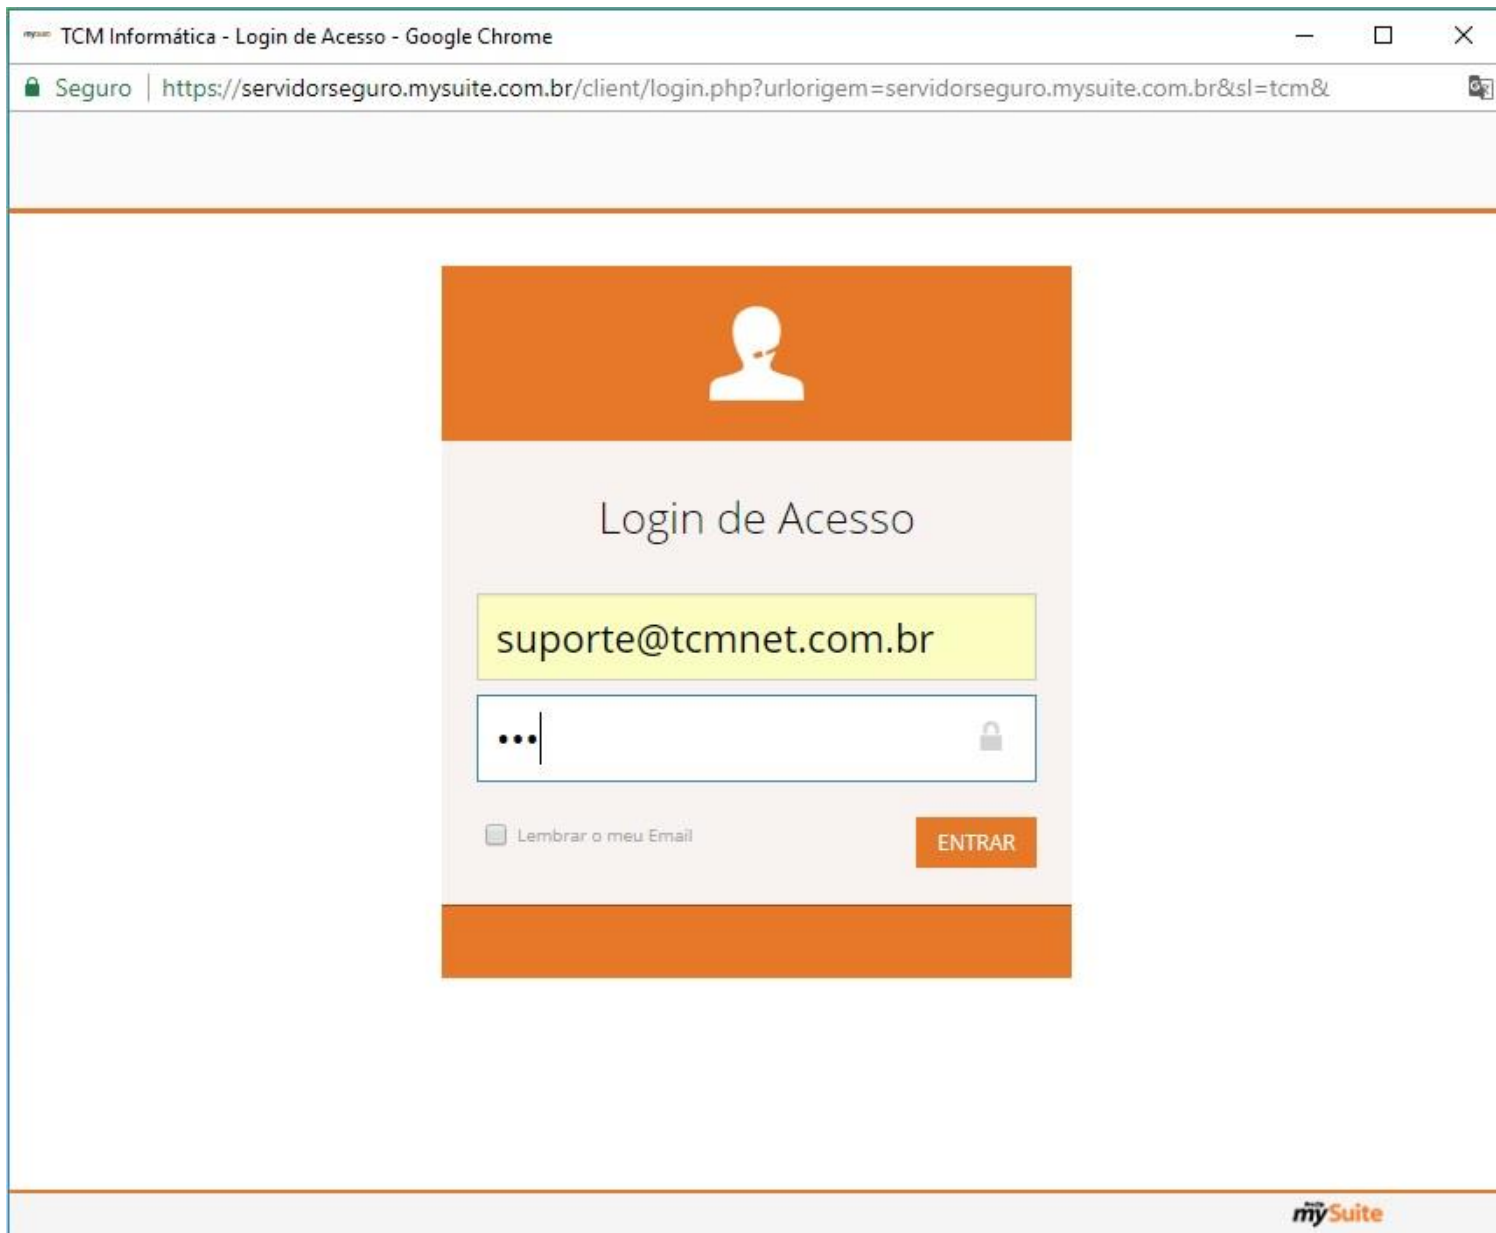 TCM Informática - Login de Acesso - Google Chrome
Seguro | https://servidorseguro.mysuite.com.br/client/login.php?urlorigem=servidorseguro.mysuite.com.br&sl=tcm&
Login de Acesso
suporte@tcmnet.com.br
•••
Lembrar o meu Email
ENTRAR
mySuite